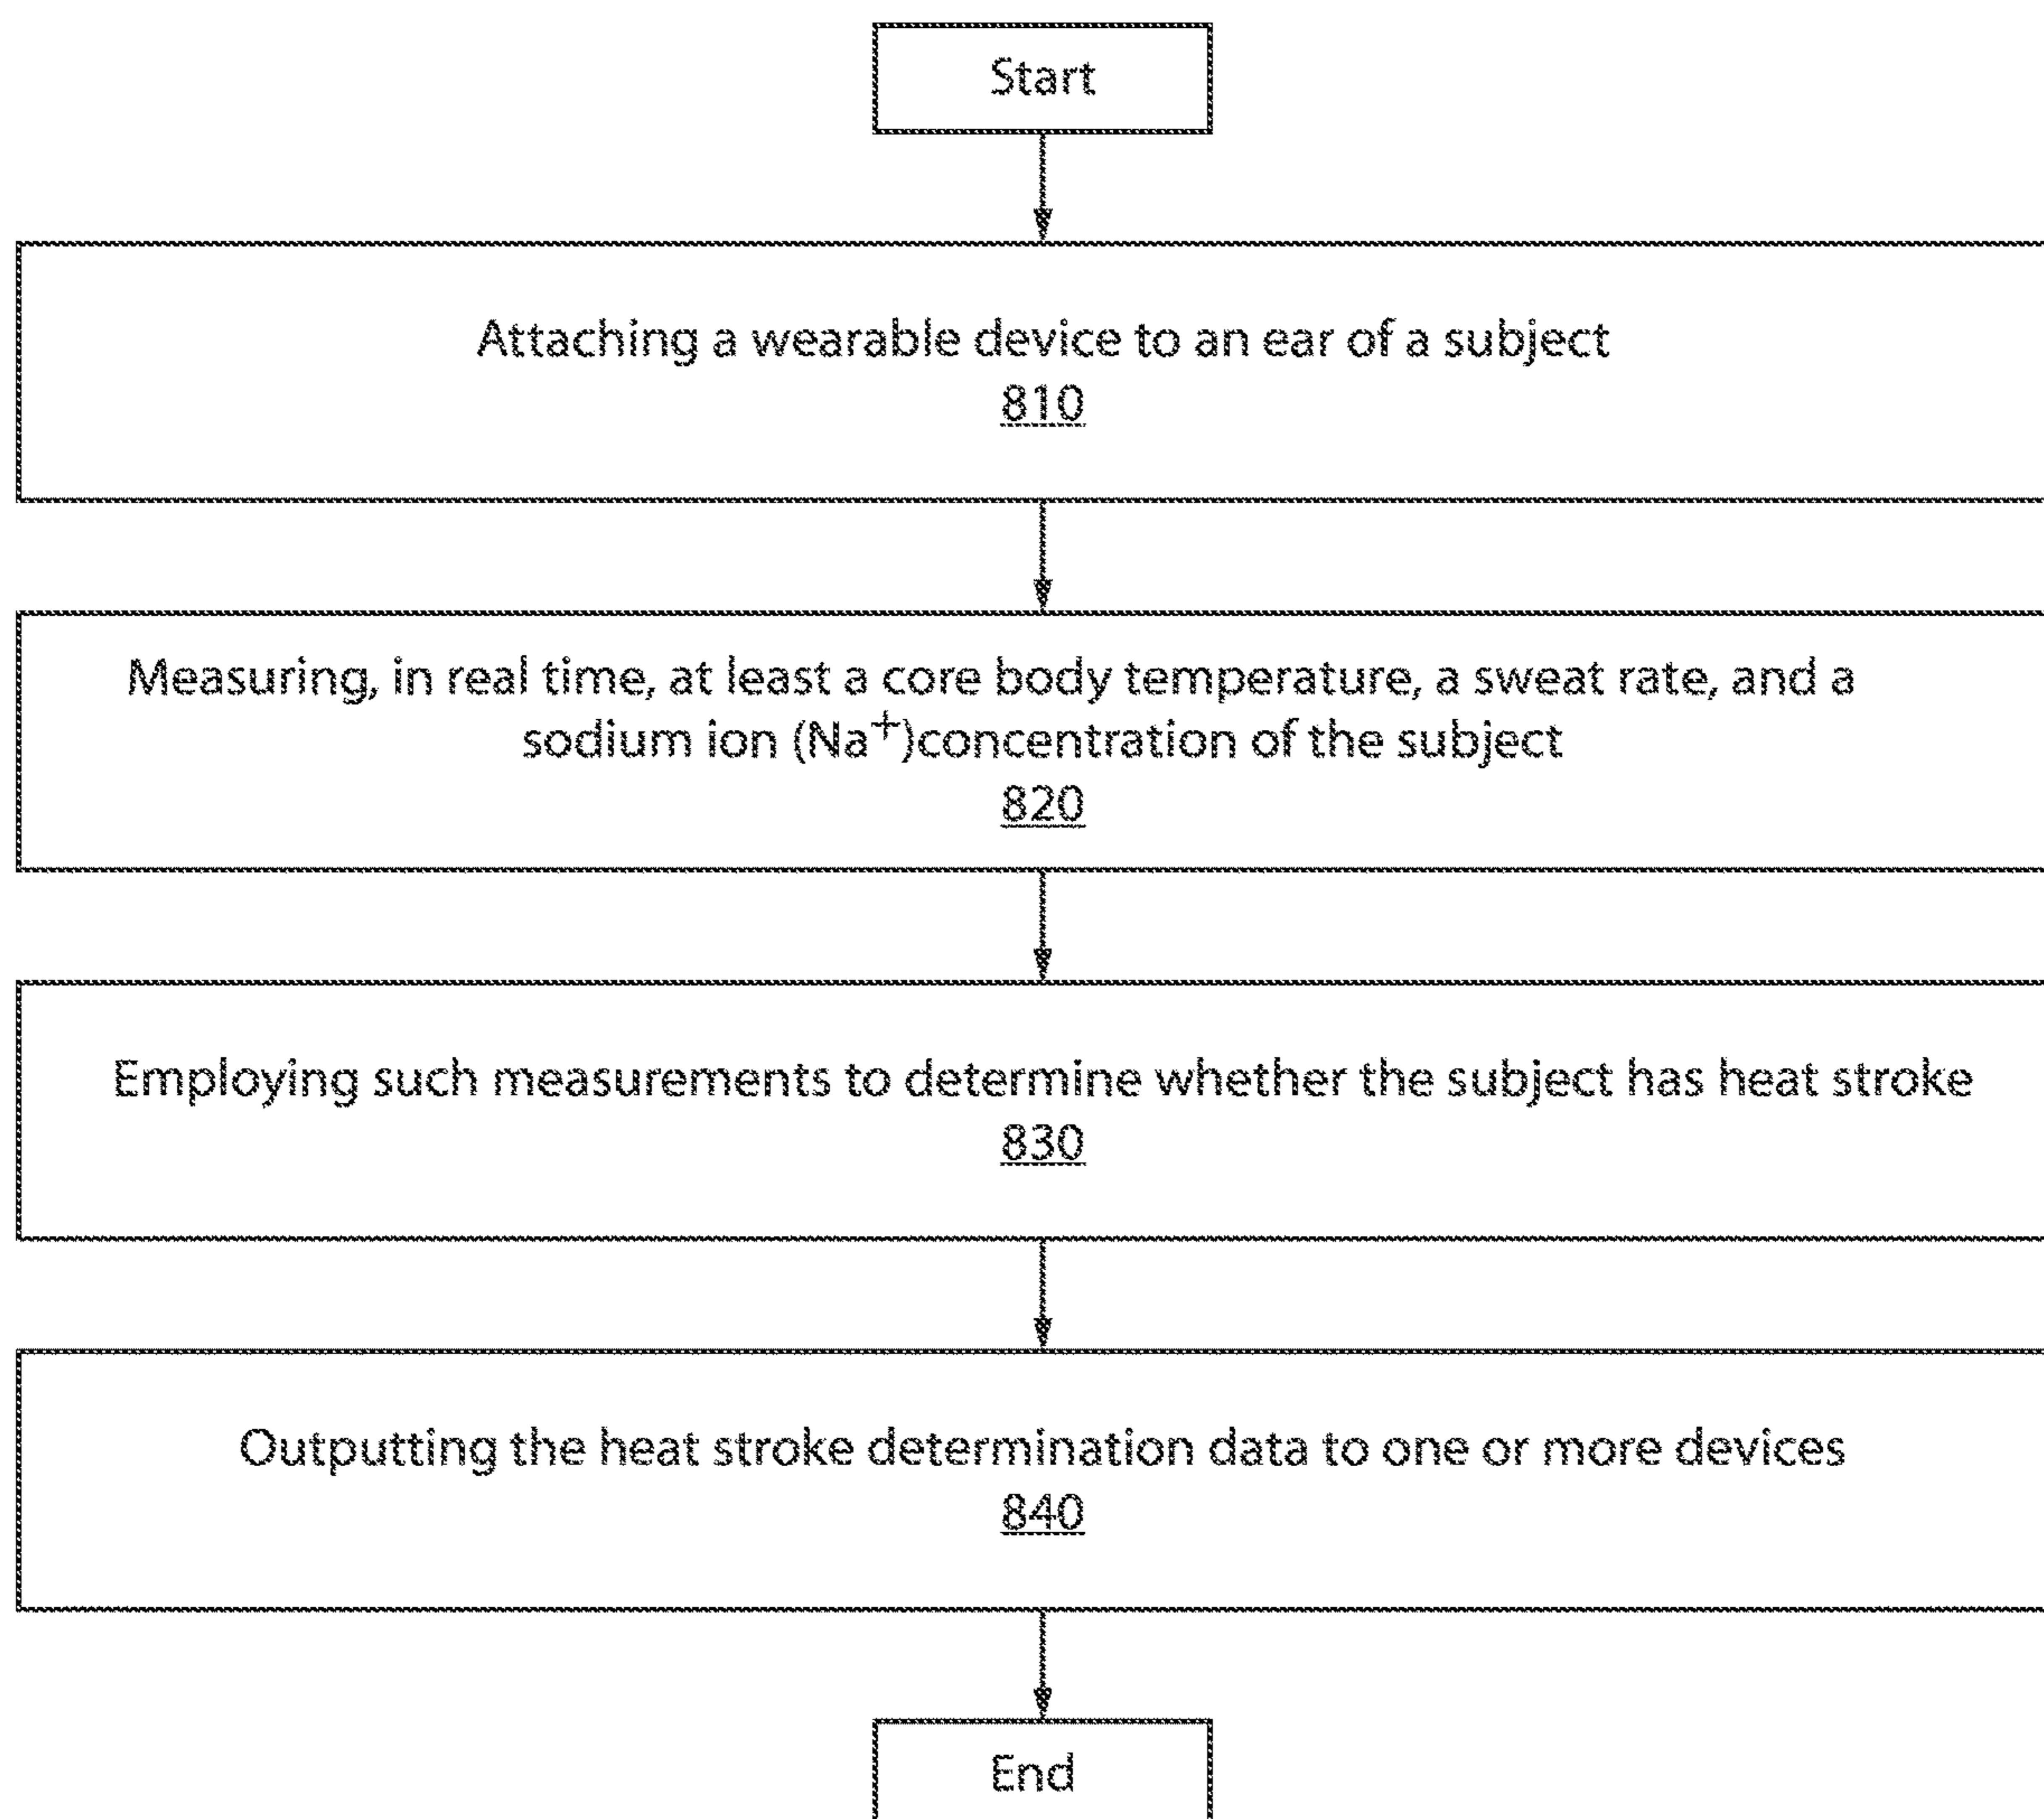 Start
Attaching a wearable device to an ear of a subject
810
Measuring, in real time, at least a core body temperature, a sweat rate, and a
sodium ion (Na⁺)concentration of the subject
820
Employing such measurements to determine whether the subject has heat stroke
830
Outputting the heat stroke determination data to one or more devices
840
End